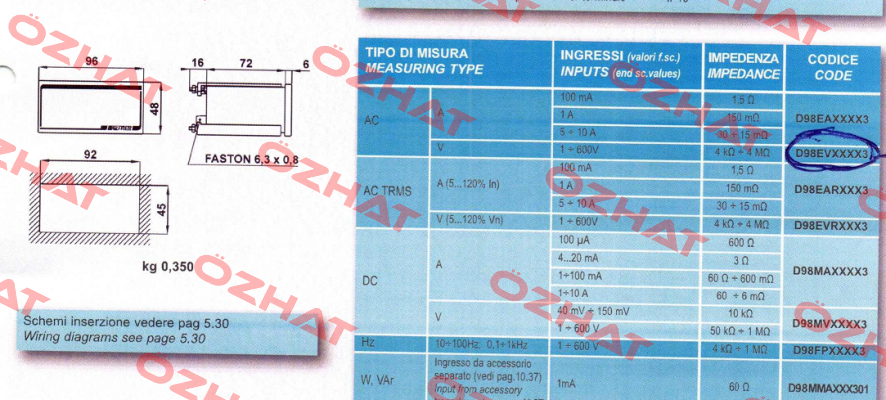 TIPO DI MISURA
MEASURING TYPE
INGRESSI (valori f.sc.)
INPUTS (end sc.values)
IMPEDENZA
IMPEDANCE
CODICE
CODE
AC
A
100 mA
1,5 Ω
1 A
150 mΩ
5 ÷ 10 A
30 ÷ 15 mΩ
D98EAXXXX3
V
1 ÷ 600V
4 kΩ ÷ 4 MΩ
D98EVXXXX3
AC TRMS
A (5...120% In)
100 mA
1,5 Ω
1 A
150 mΩ
5 ÷ 10 A
30 ÷ 15 mΩ
D98EARXXX3
V (5...120% Vn)
1 ÷ 600V
4 kΩ ÷ 4 MΩ
D98EVRXXX3
DC
A
100 µA
600 Ω
4...20 mA
3 Ω
1÷100 mA
60 Ω ÷ 600 mΩ
1÷10 A
60 ÷ 6 mΩ
D98MAXXXX3
V
40 mV ÷ 150 mV
10 kΩ
1 ÷ 600 V
50 kΩ ÷ 1 MΩ
D98MVXXXX3
Hz
10÷100Hz; 0,1÷1kHz
1 ÷ 600 V
4 kΩ ÷ 1 MΩ
D98FPXXXX3
W, VAr
Ingresso da accessorio
separato (vedi pag.10.37)
Input from accessory
1mA
60 Ω
D98MMAXXX301
96
48
16
72
6
FASTON 6,3 x 0,8
92
45
kg 0,350
Schemi inserzione vedere pag 5.30
Wiring diagrams see page 5.30
ÖZHAT
ÖZHAT
ÖZHAT
ÖZHAT
ÖZHAT
ÖZHAT
ÖZHAT